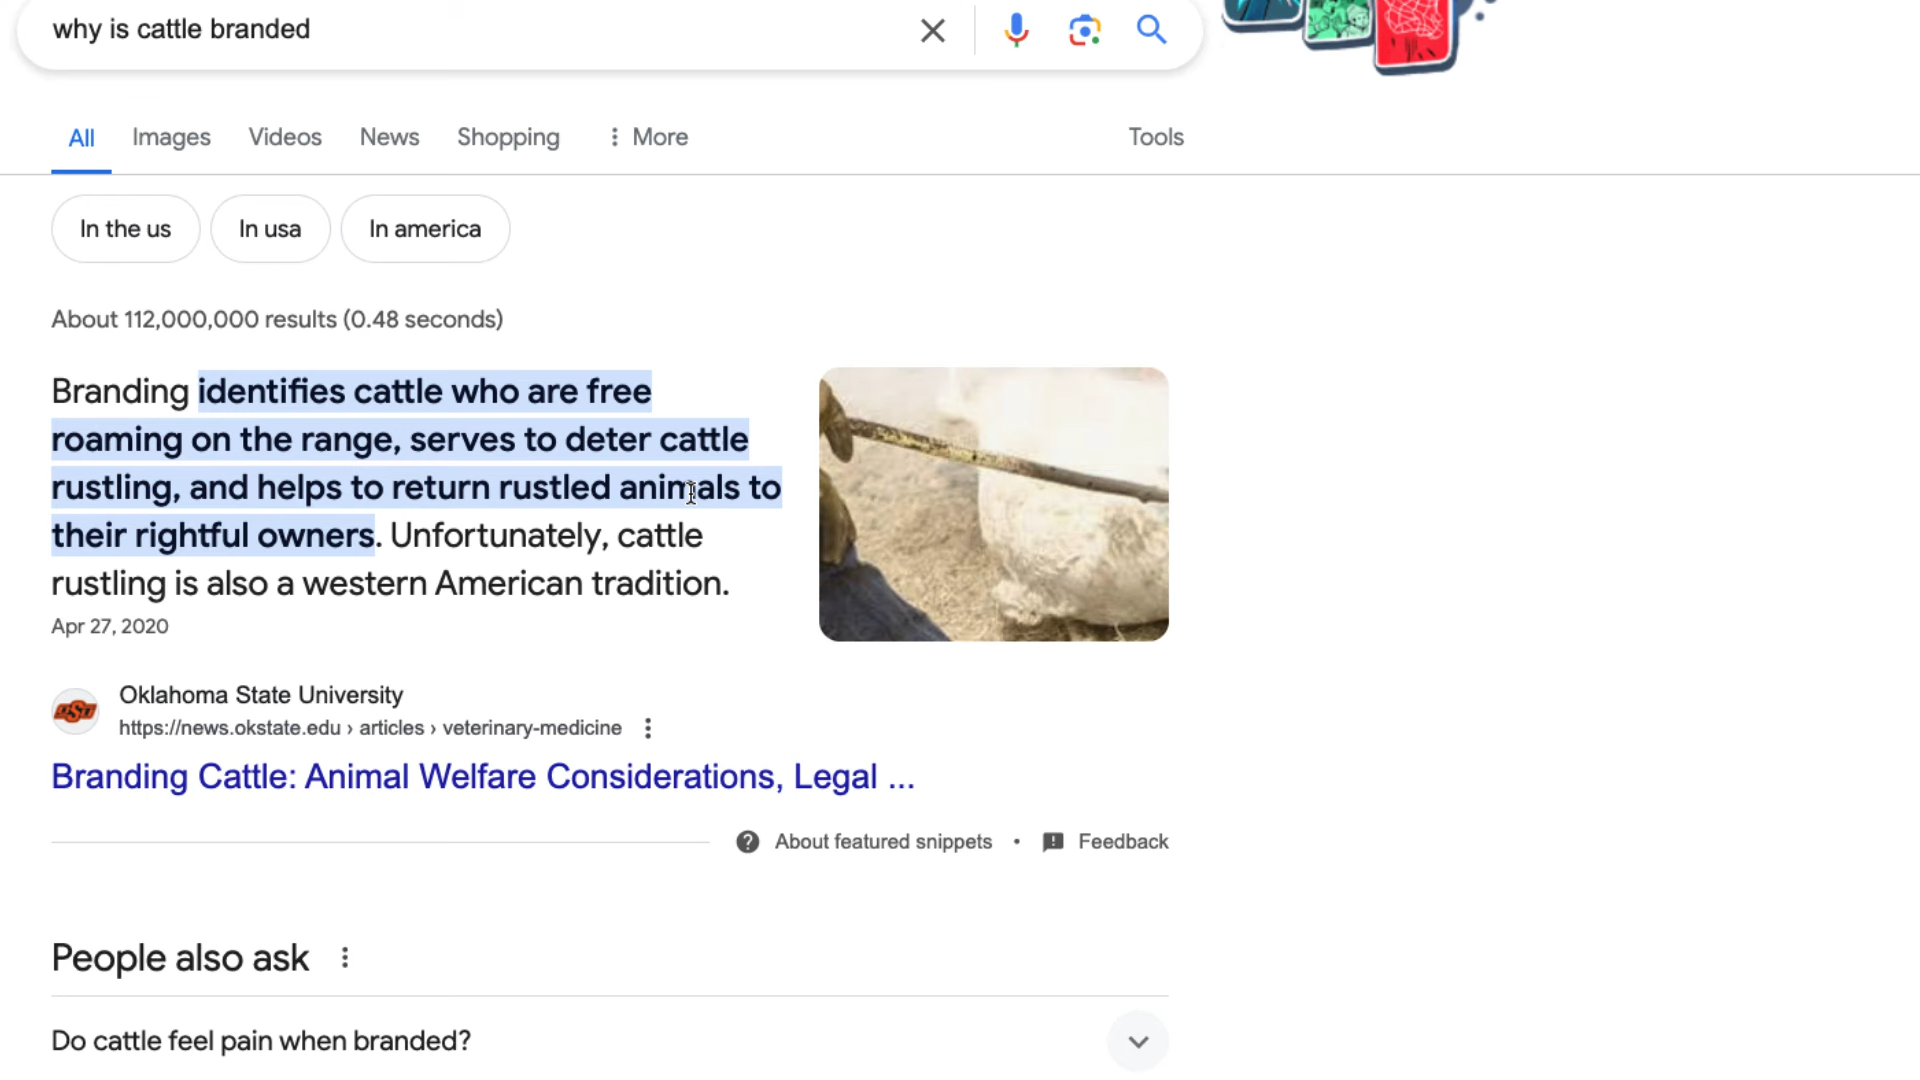 why is cattle branded
All Images Videos News Shopping More Tools
In the us In usa In america
About 112,000,000 results (0.48 seconds)
Branding identifies cattle who are free
roaming on the range, serves to deter cattle
rustling, and helps to return rustled animals to
their rightful owners. Unfortunately, cattle
rustling is also a western American tradition.
Apr 27, 2020
OSU
Oklahoma State University
https://news.okstate.edu › articles › veterinary-medicine
Branding Cattle: Animal Welfare Considerations, Legal ...
About featured snippets • Feedback
People also ask
Do cattle feel pain when branded?